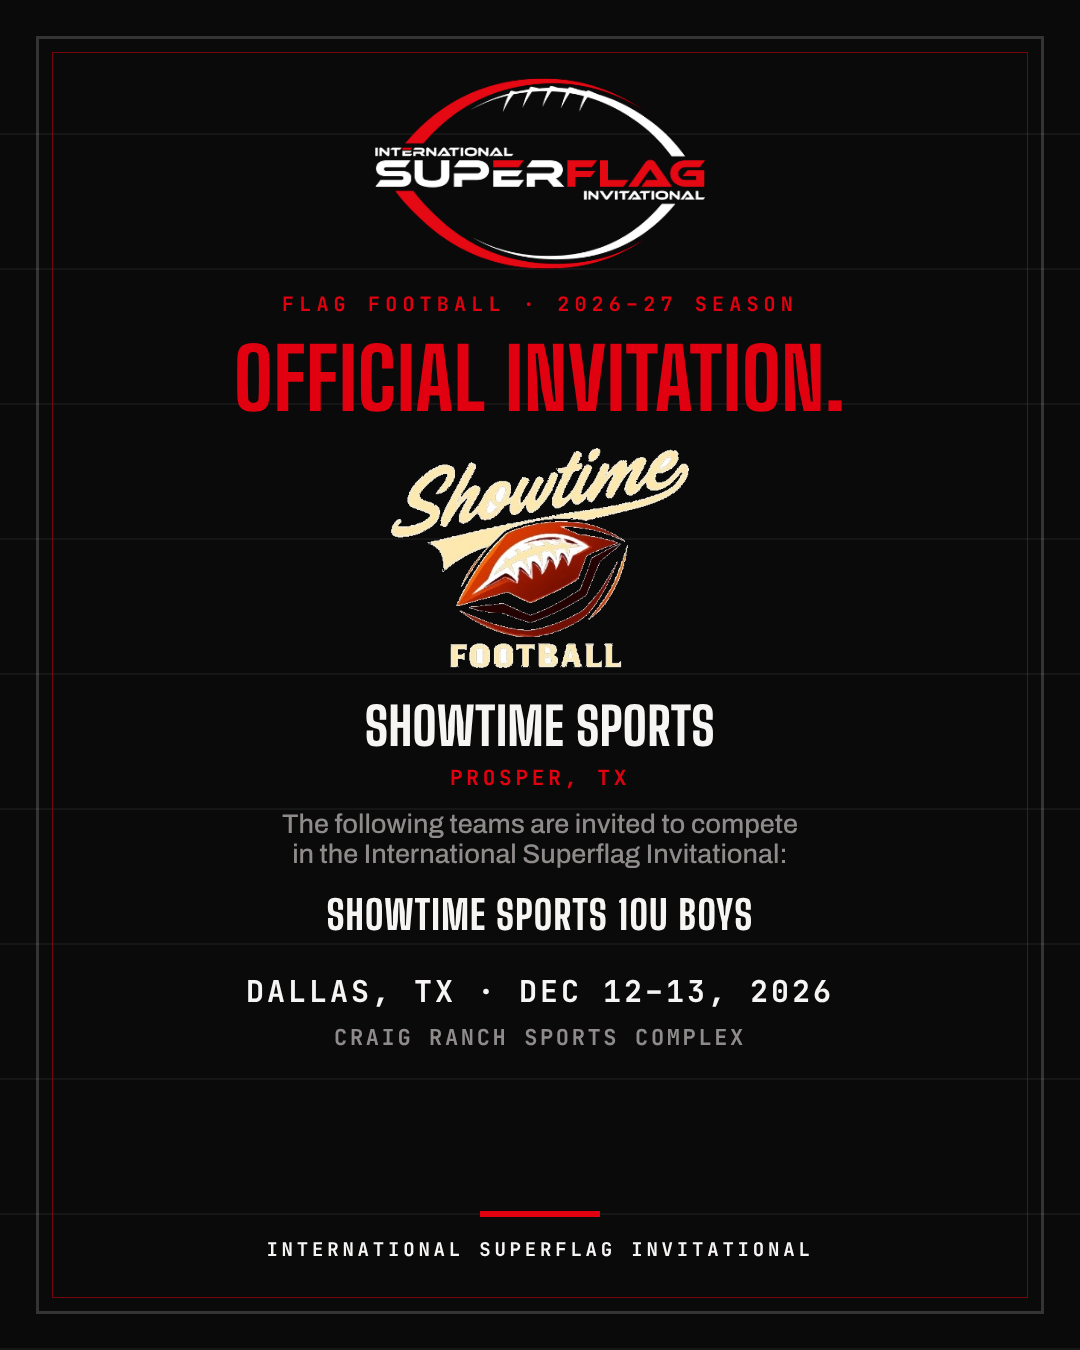 INTERNATIONAL
SUPERFLAG
INVITATIONAL
FLAG FOOTBALL · 2026–27 SEASON
OFFICIAL INVITATION.
Showtime
FOOTBALL
SHOWTIME SPORTS
PROSPER, TX
The following teams are invited to compete
in the International Superflag Invitational:
SHOWTIME SPORTS 10U BOYS
DALLAS, TX · DEC 12–13, 2026
CRAIG RANCH SPORTS COMPLEX
INTERNATIONAL SUPERFLAG INVITATIONAL